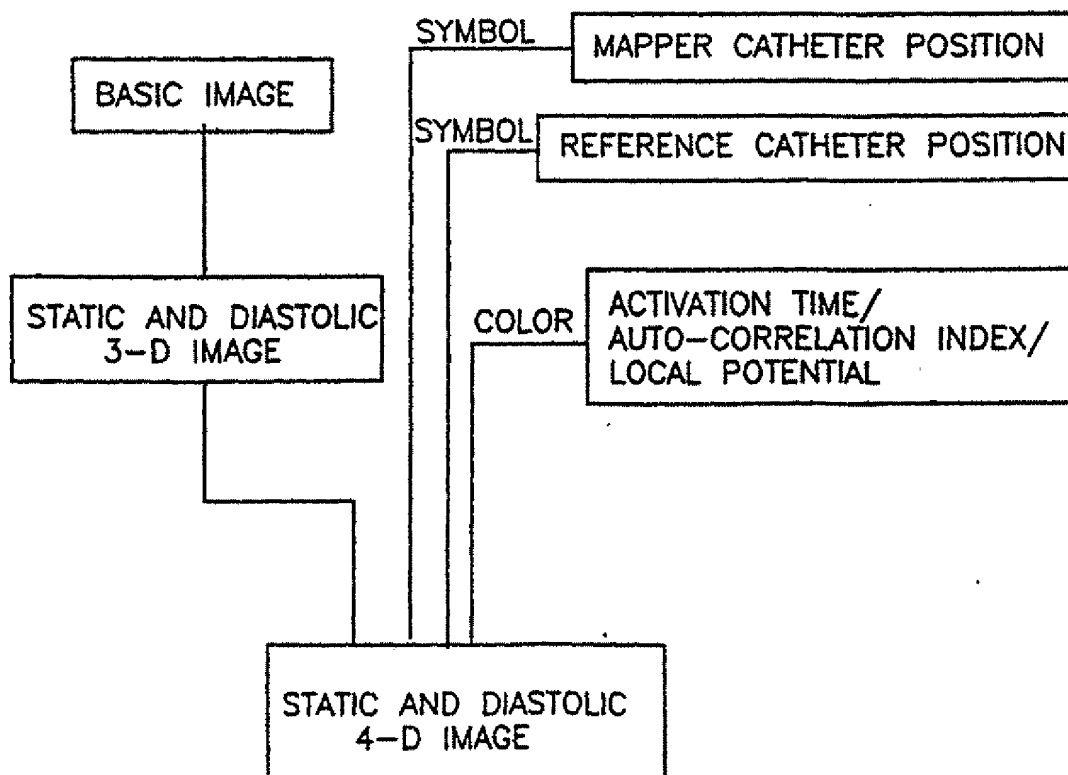 SYMBOL
MAPPER CATHETER POSITION
BASIC IMAGE
SYMBOL
REFERENCE CATHETER POSITION
STATIC AND DIASTOLIC
3-D IMAGE
COLOR
ACTIVATION TIME/
AUTO-CORRELATION INDEX/
LOCAL POTENTIAL
STATIC AND DIASTOLIC
4-D IMAGE